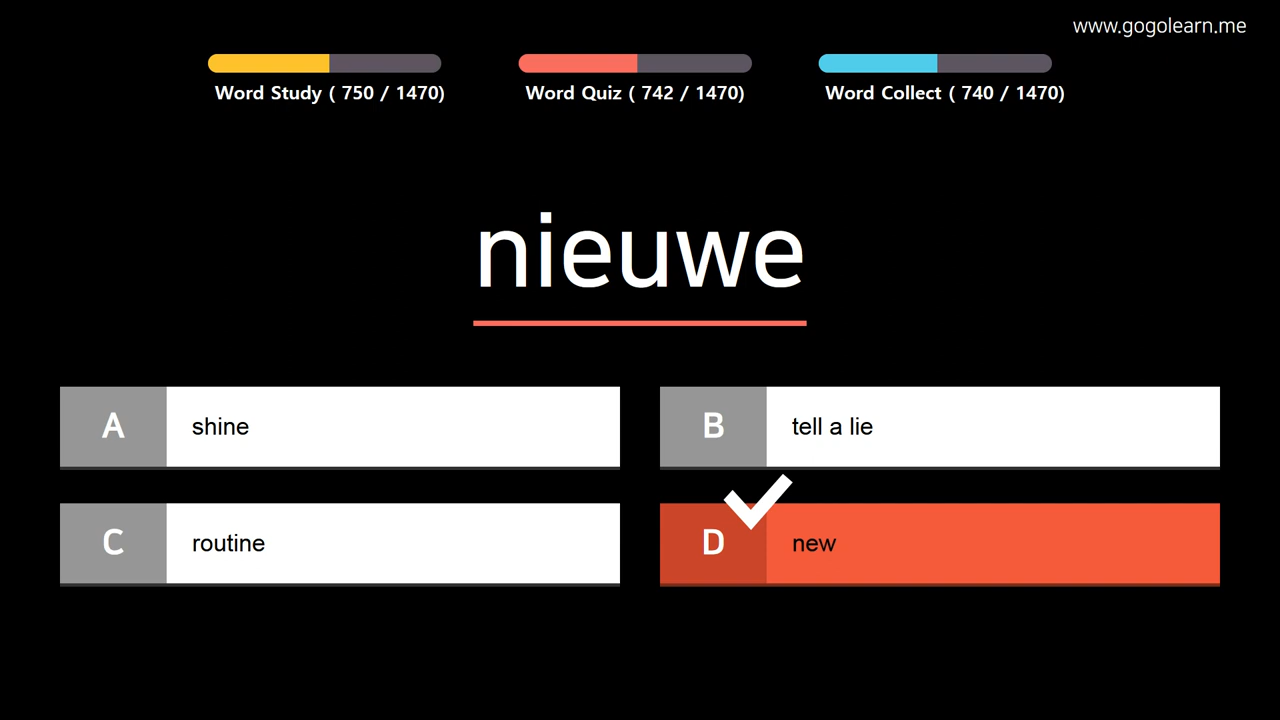 www.gogolearn.me
Word Study ( 750 / 1470)
Word Quiz ( 742 / 1470)
Word Collect ( 740 / 1470)
nieuwe
A shine
B tell a lie
C routine
D new